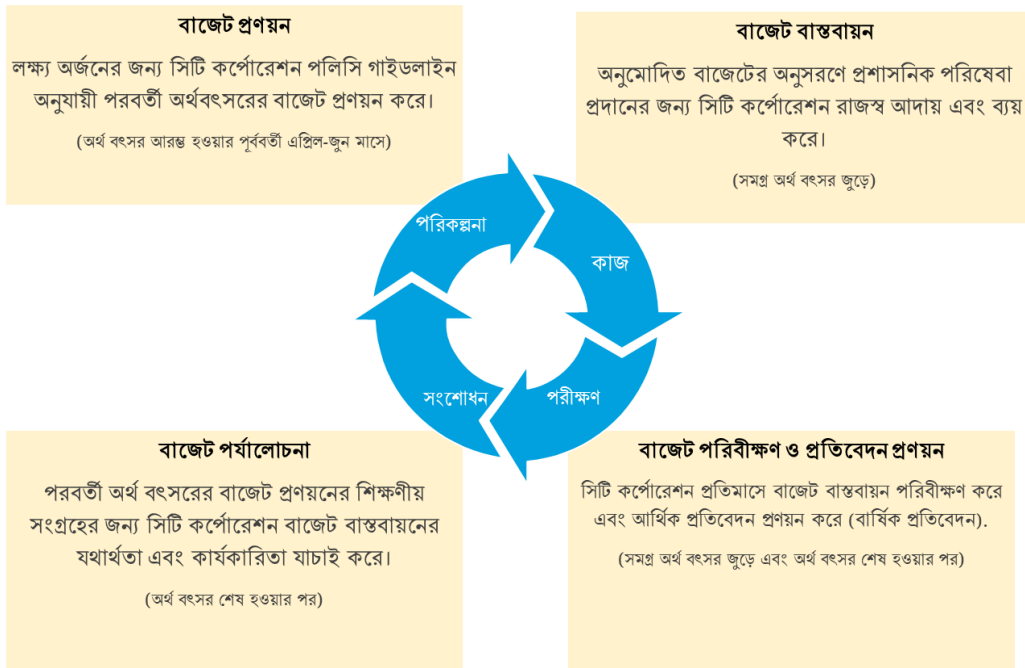 বাজেট প্রণয়ন
লক্ষ্য অর্জনের জন্য সিটি কর্পোরেশন পলিসি গাইডলাইন
অনুযায়ী পরবর্তী অর্থবৎসরের বাজেট প্রণয়ন করে।
(অর্থ বৎসর আরম্ভ হওয়ার পূর্ববর্তী এপ্রিল-জুন মাসে)
বাজেট বাস্তবায়ন
অনুমোদিত বাজেটের অনুসরণে প্রশাসনিক পরিষেবা
প্রদানের জন্য সিটি কর্পোরেশন রাজস্ব আদায় এবং ব্যয়
করে।
(সমগ্র অর্থ বৎসর জুড়ে)
পরিকল্পনা
কাজ
সংশোধন
পরীক্ষণ
বাজেট পর্যালোচনা
পরবর্তী অর্থ বৎসরের বাজেট প্রণয়নের শিক্ষণীয়
সংগ্রহের জন্য সিটি কর্পোরেশন বাজেট বাস্তবায়নের
যথার্থতা এবং কার্যকারিতা যাচাই করে।
(অর্থ বৎসর শেষ হওয়ার পর)
বাজেট পরিবীক্ষণ ও প্রতিবেদন প্রণয়ন
সিটি কর্পোরেশন প্রতিমাসে বাজেট বাস্তবায়ন পরিবীক্ষণ করে
এবং আর্থিক প্রতিবেদন প্রণয়ন করে (বার্ষিক প্রতিবেদন).
(সমগ্র অর্থ বৎসর জুড়ে এবং অর্থ বৎসর শেষ হওয়ার পর)